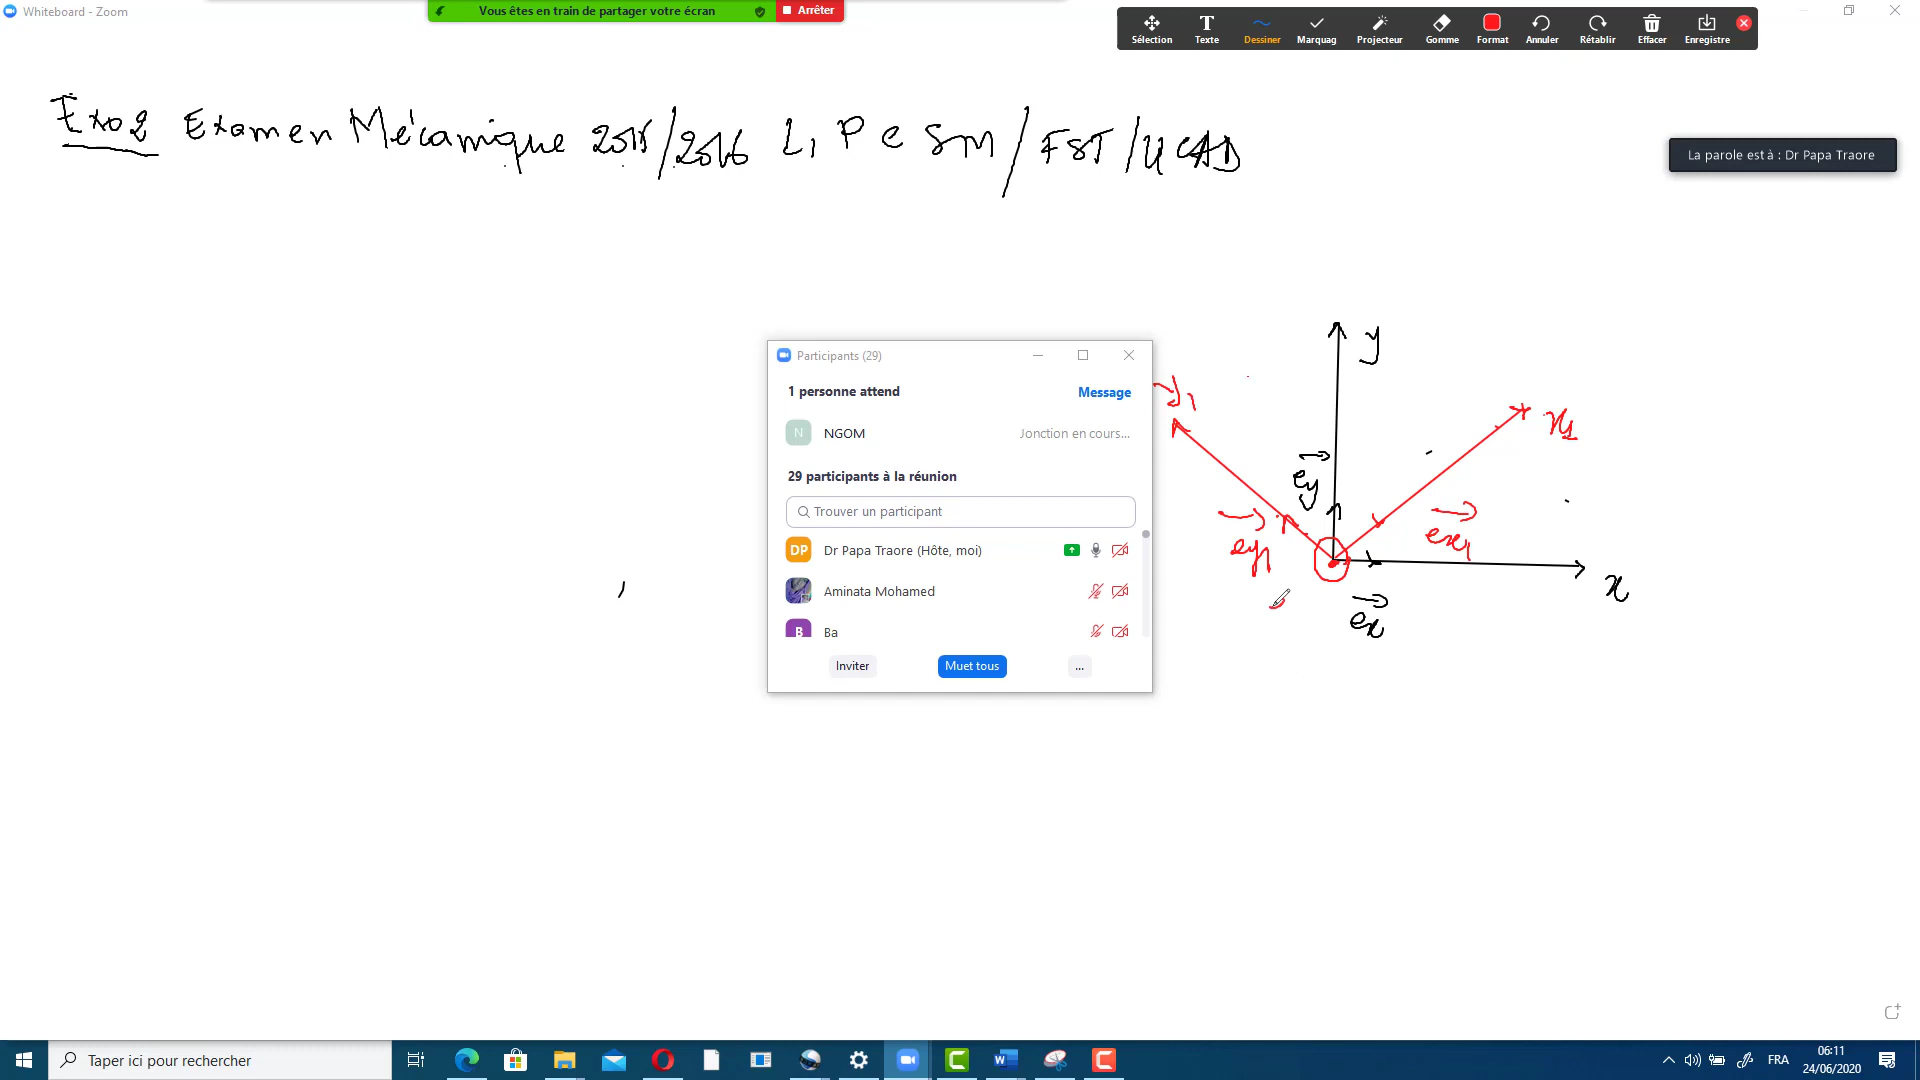 Whiteboard - Zoom
Vous êtes en train de partager votre écran
Arrêter
Sélection
Texte
Dessiner
Marquag
Projecteur
Gomme
Format
Annuler
Rétablir
Effacer
Enregistre
Exo2 Examen Mécanique 2015/2016 L1 PCSM/FST/UCAD
La parole est à : Dr Papa Traore
Participants (29)
1 personne attend
Message
N
NGOM
Jonction en cours...
29 participants à la réunion
Trouver un participant
DP
Dr Papa Traore (Hôte, moi)
Aminata Mohamed
B
Ba
Inviter
Muet tous
...
y
y1
x1
ey
ey1
ex1
x
ex
Taper ici pour rechercher
FRA
06:11
24/06/2020